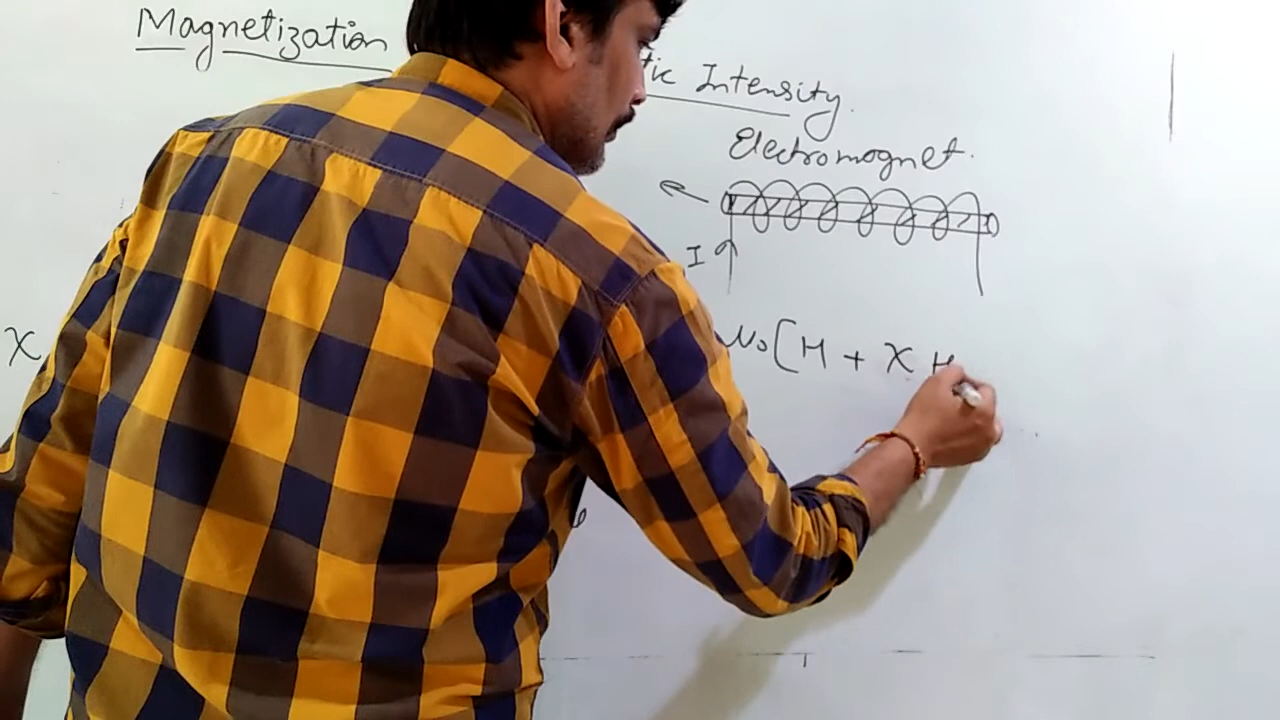 Magnetization tic Intensity.
Electromagnet.
I
χ μ₀[H + χ H